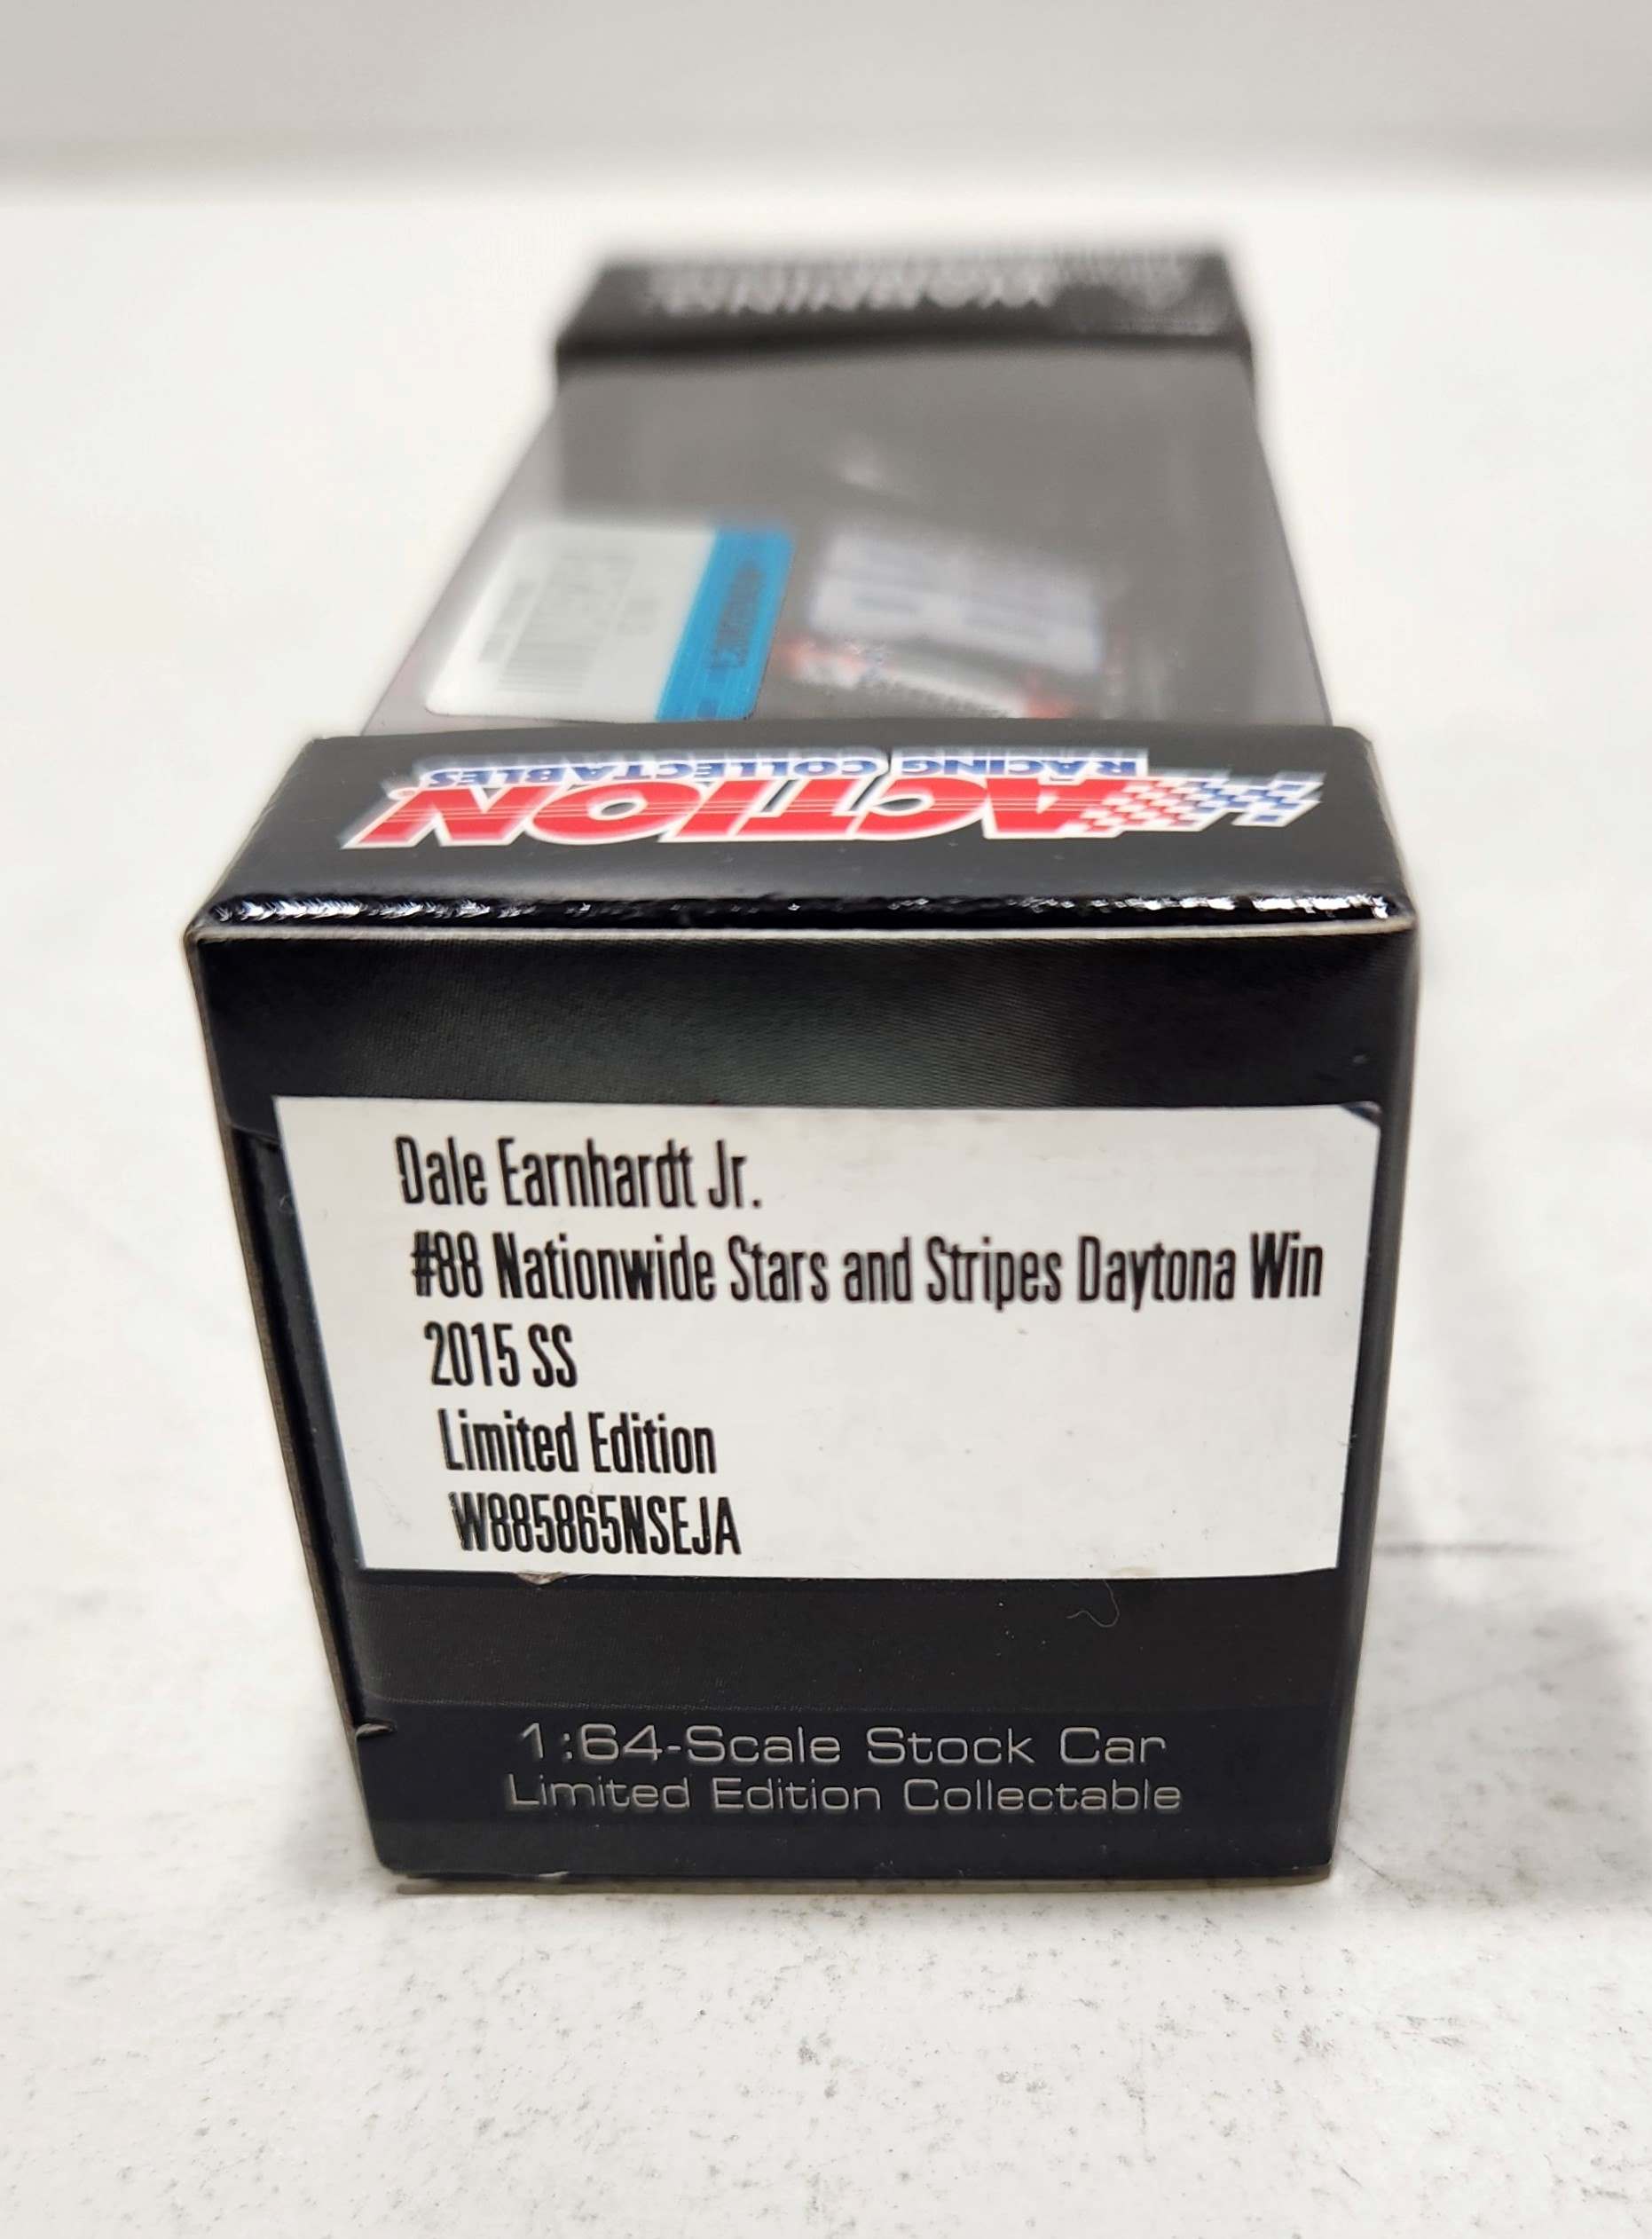 WARNING:
ACTION
RACING COLLECTABLES
Dale Earnhardt Jr.
#88 Nationwide Stars and Stripes Daytona Win
2015 SS
Limited Edition
W885865NSEJA
1:64-Scale Stock Car
Limited Edition Collectable